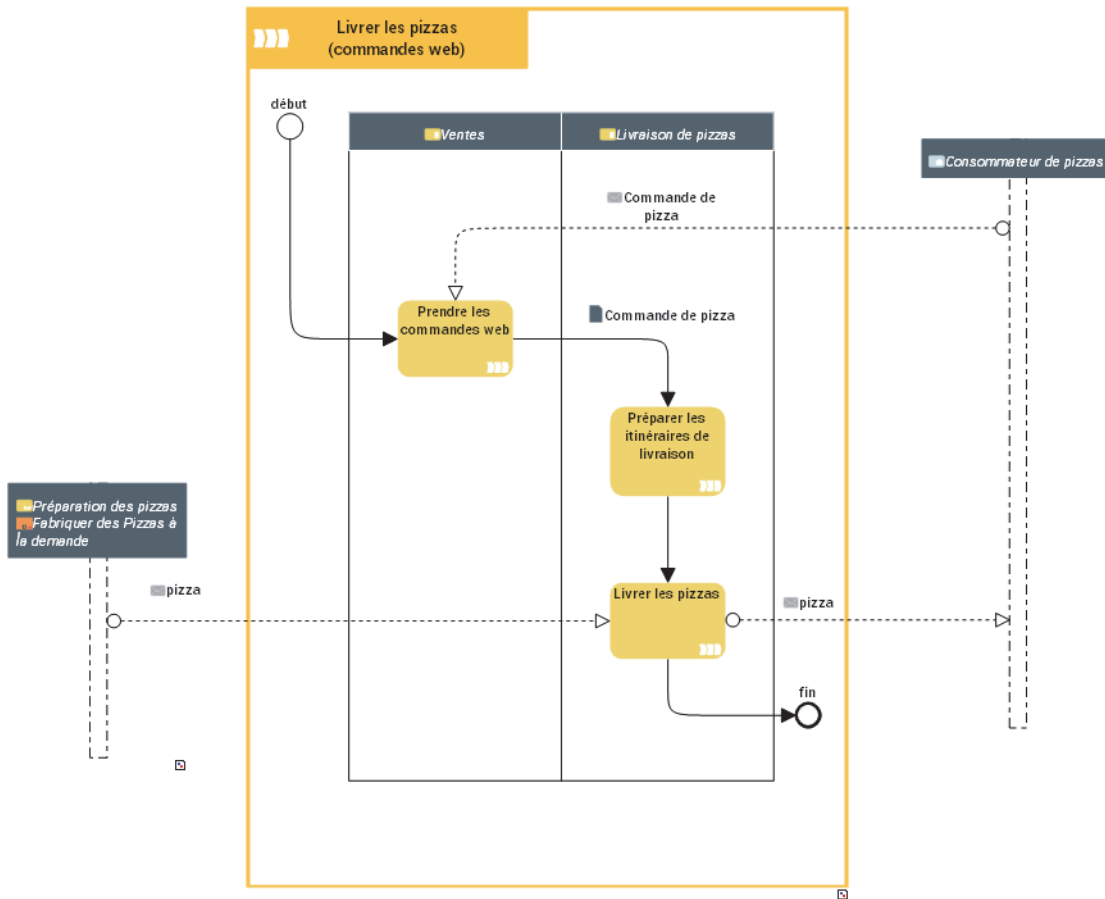 Livrer les pizzas
(commandes web)
début
Ventes
Livraison de pizzas
Consommateur de pizzas
Commande de
pizza
Prendre les
commandes web
Commande de pizza
Préparer les
itinéraires de
livraison
Préparation des pizzas
Fabriquer des Pizzas à
la demande
pizza
Livrer les pizzas
pizza
fin